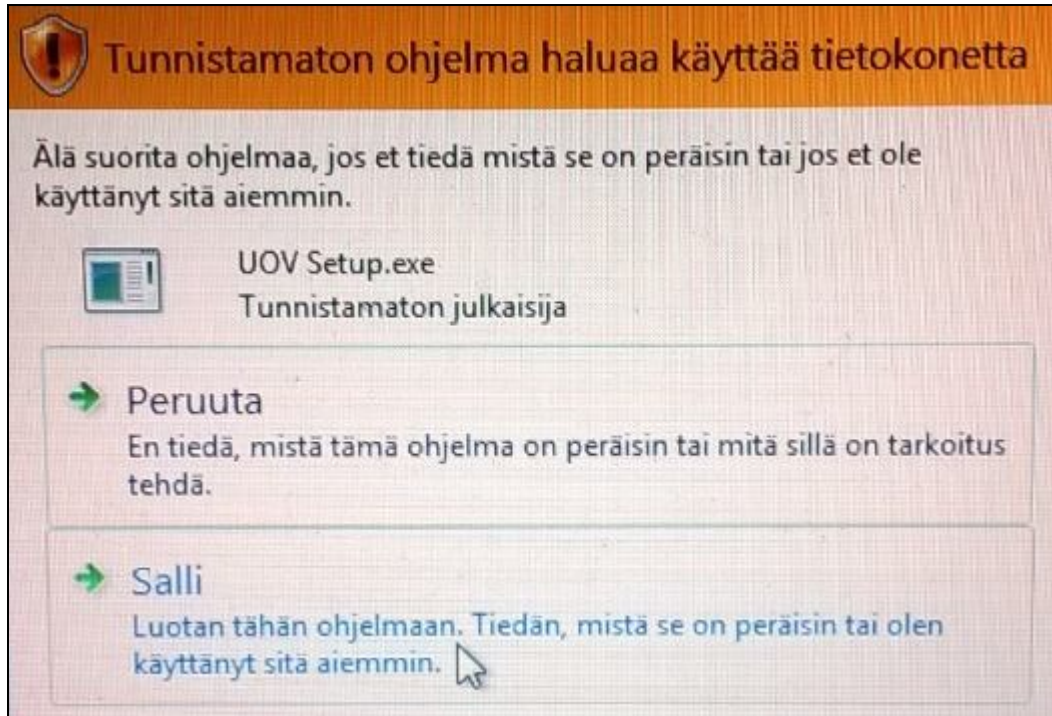 Tunnistamaton ohjelma haluaa käyttää tietokonetta
Älä suorita ohjelmaa, jos et tiedä mistä se on peräisin tai jos et ole
käyttänyt sitä aiemmin.
UOV Setup.exe
Tunnistamaton julkaisija
Peruuta
En tiedä, mistä tämä ohjelma on peräisin tai mitä sillä on tarkoitus
tehdä.
Salli
Luotan tähän ohjelmaan. Tiedän, mistä se on peräisin tai olen
käyttänyt sitä aiemmin.